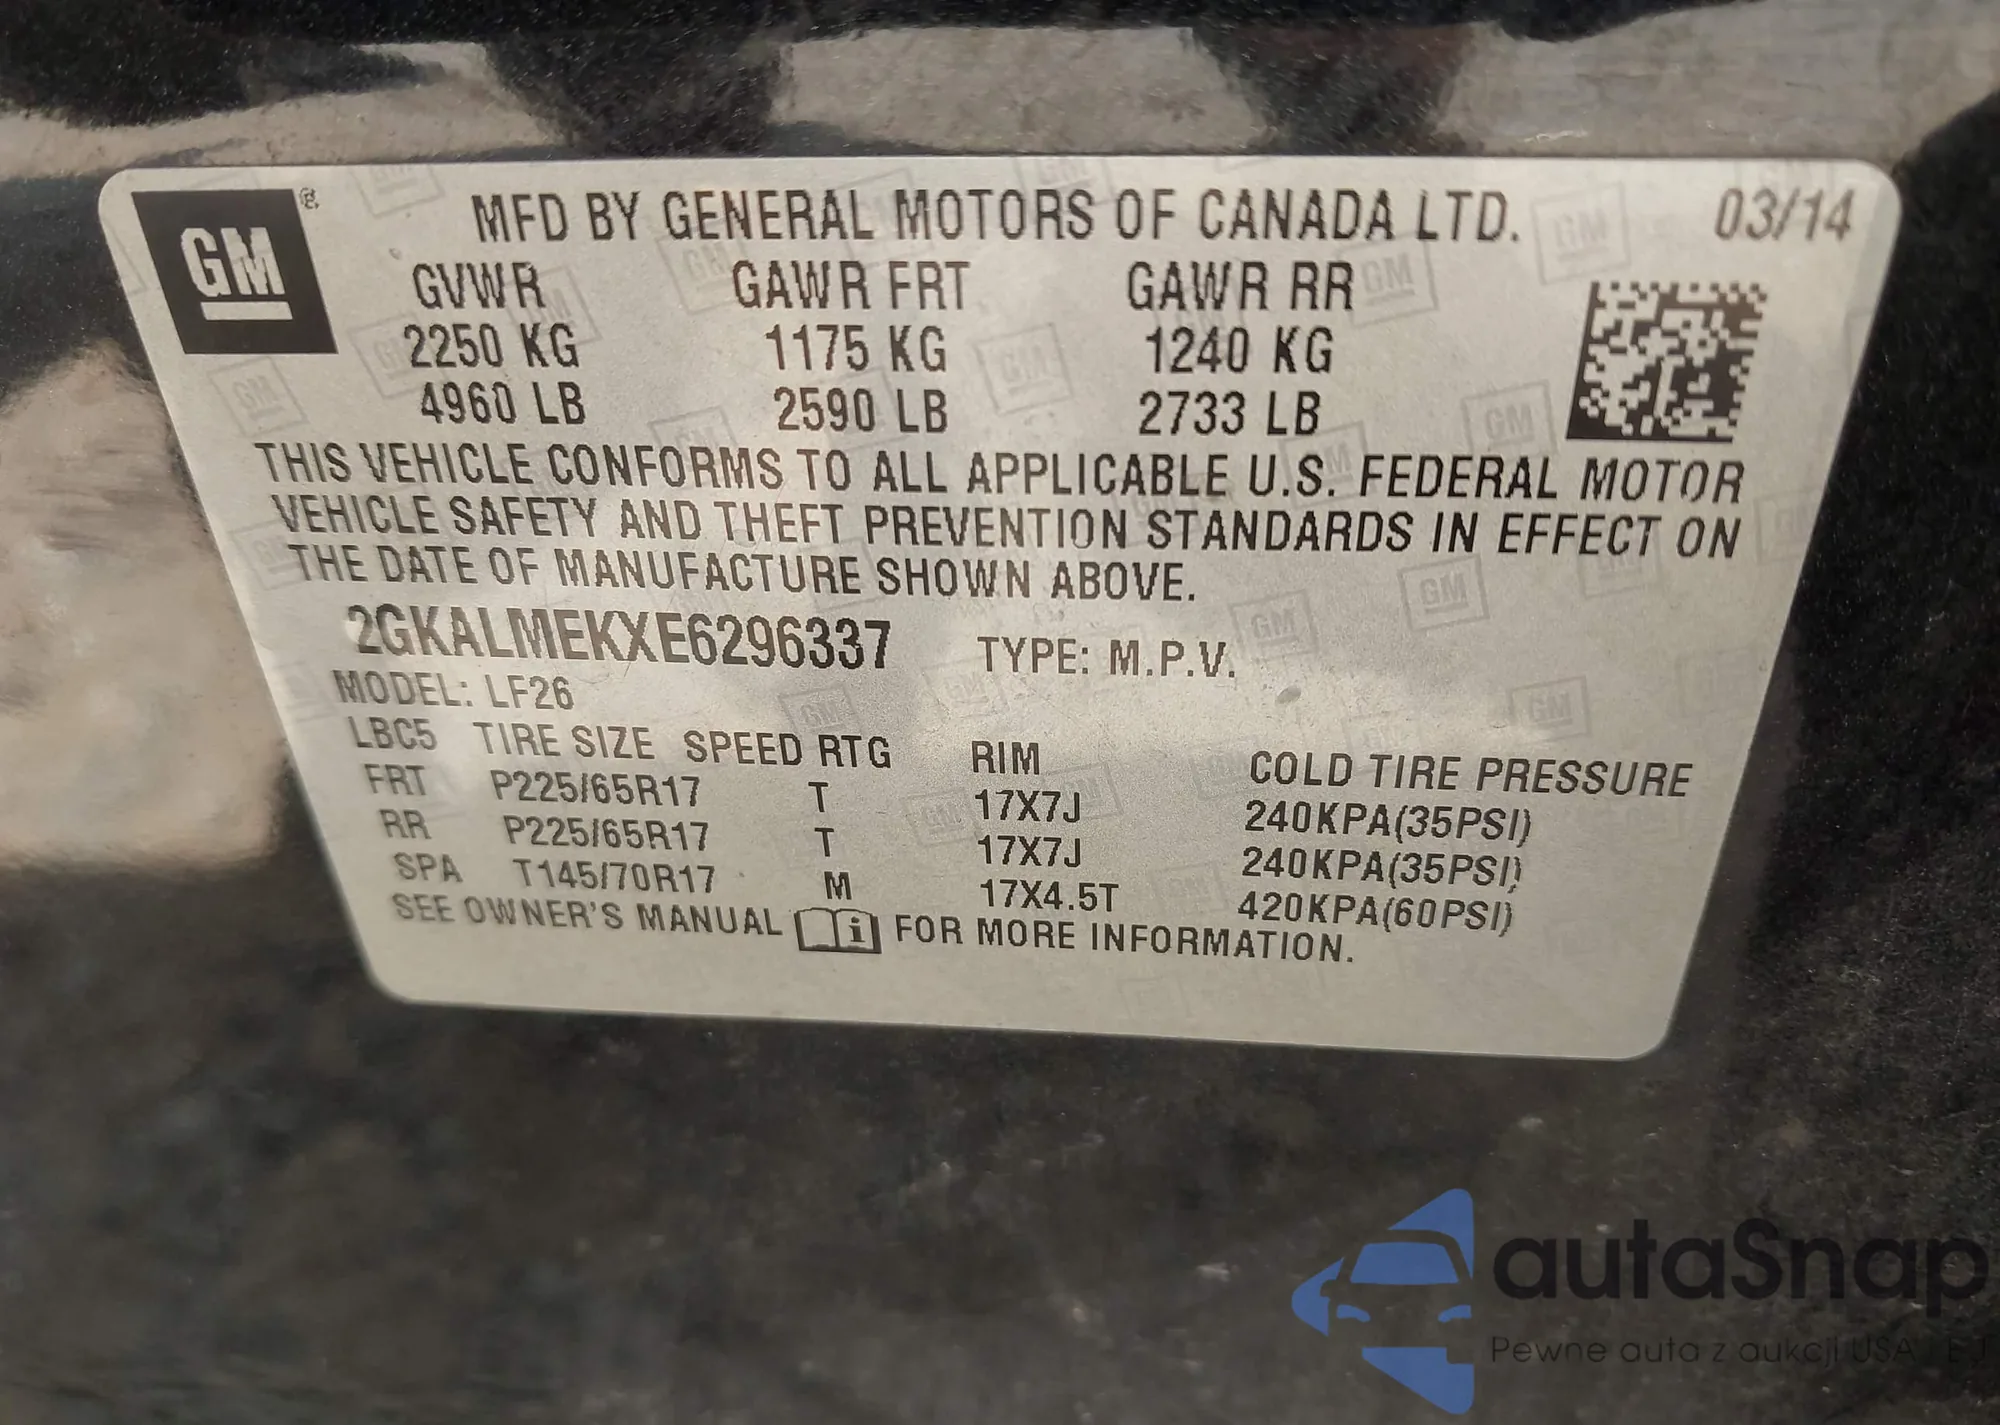 GM ®
MFD BY GENERAL MOTORS OF CANADA LTD. 03/14
GVWR GAWR FRT GAWR RR
2250 KG 1175 KG 1240 KG
4960 LB 2590 LB 2733 LB
THIS VEHICLE CONFORMS TO ALL APPLICABLE U.S. FEDERAL MOTOR
VEHICLE SAFETY AND THEFT PREVENTION STANDARDS IN EFFECT ON
THE DATE OF MANUFACTURE SHOWN ABOVE.
2GKALMEKXE6296337 TYPE: M.P.V.
MODEL: LF26
LBC5 TIRE SIZE SPEED RTG RIM COLD TIRE PRESSURE
FRT P225/65R17 T 17X7J 240KPA(35PSI)
RR P225/65R17 T 17X7J 240KPA(35PSI)
SPA T145/70R17 M 17X4.5T 420KPA(60PSI)
SEE OWNER'S MANUAL i FOR MORE INFORMATION.
autaSnap
Pewne auta z aukcji USA